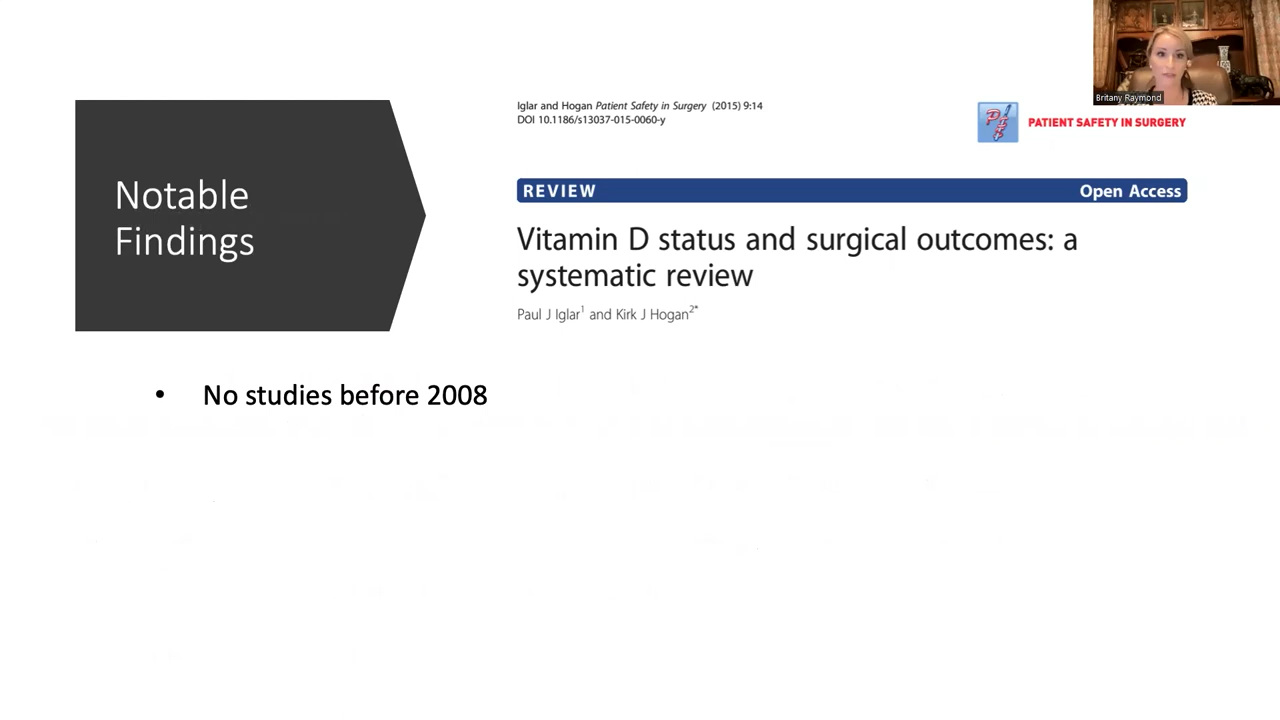 Britany Raymond
Notable
Findings
Iglar and Hogan Patient Safety in Surgery (2015) 9:14
DOI 10.1186/s13037-015-0060-y
PATIENT SAFETY IN SURGERY
REVIEW Open Access
Vitamin D status and surgical outcomes: a
systematic review
Paul J Iglar1 and Kirk J Hogan2*
• No studies before 2008